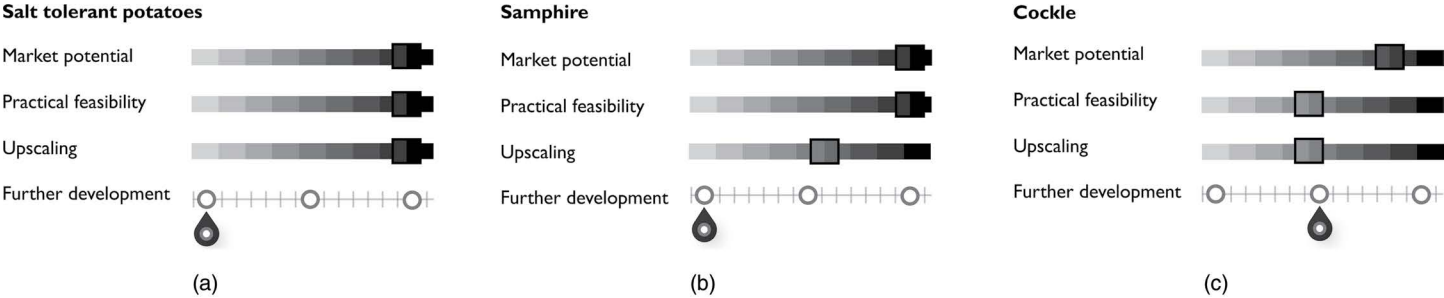 Salt tolerant potatoes
Market potential
Practical feasibility
Upscaling
Further development
(a)
Samphire
Market potential
Practical feasibility
Upscaling
Further development
(b)
Cockle
Market potential
Practical feasibility
Upscaling
Further development
(c)